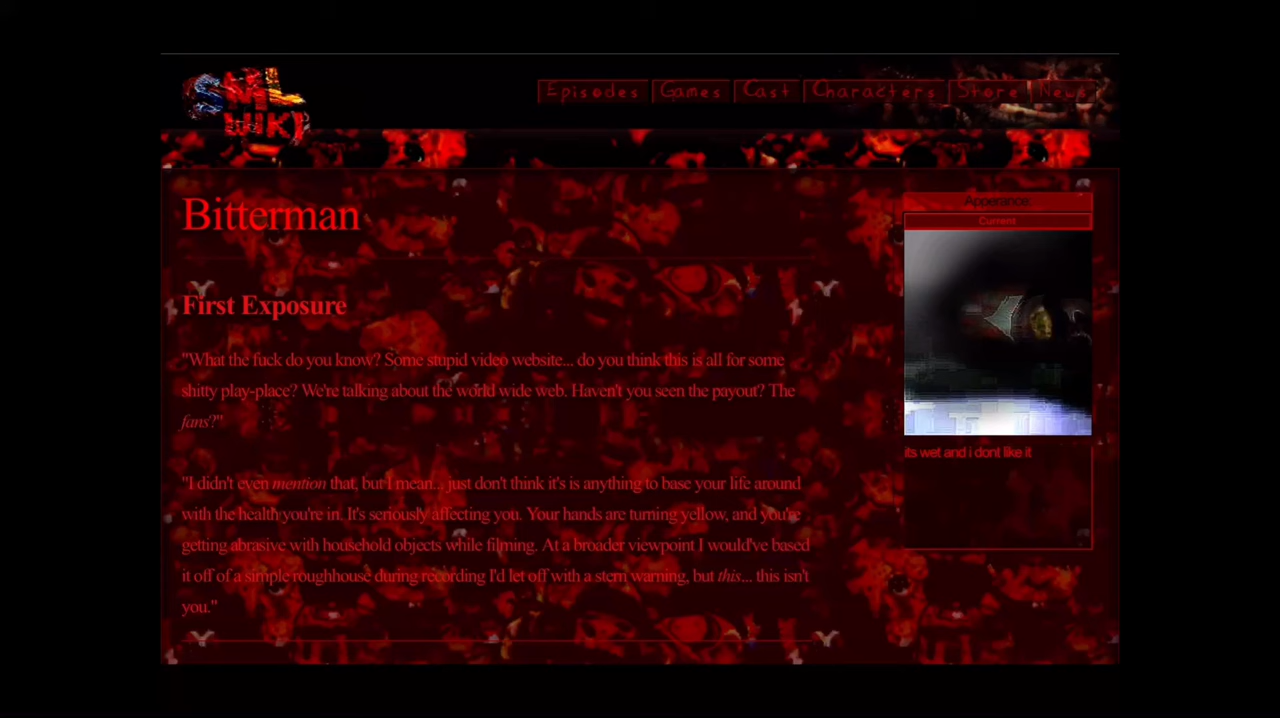 SML
WIKI
Episodes Games Cast Characters Store News
Bitterman
Apperance
Current
First Exposure
"What the fuck do you know? Some stupid video website... do you think this is all for some
shitty play-place? We're talking about the world wide web. Haven't you seen the payout? The
fans?"
its wet and i dont like it
"I didn't even mention that, but I mean... just don't think it's is anything to base your life around
with the health you're in. It's seriously affecting you. Your hands are turning yellow, and you're
getting abrasive with household objects while filming. At a broader viewpoint I would've based
it off of a simple roughhouse during recording I'd let off with a stern warning, but this... this isn't
you."